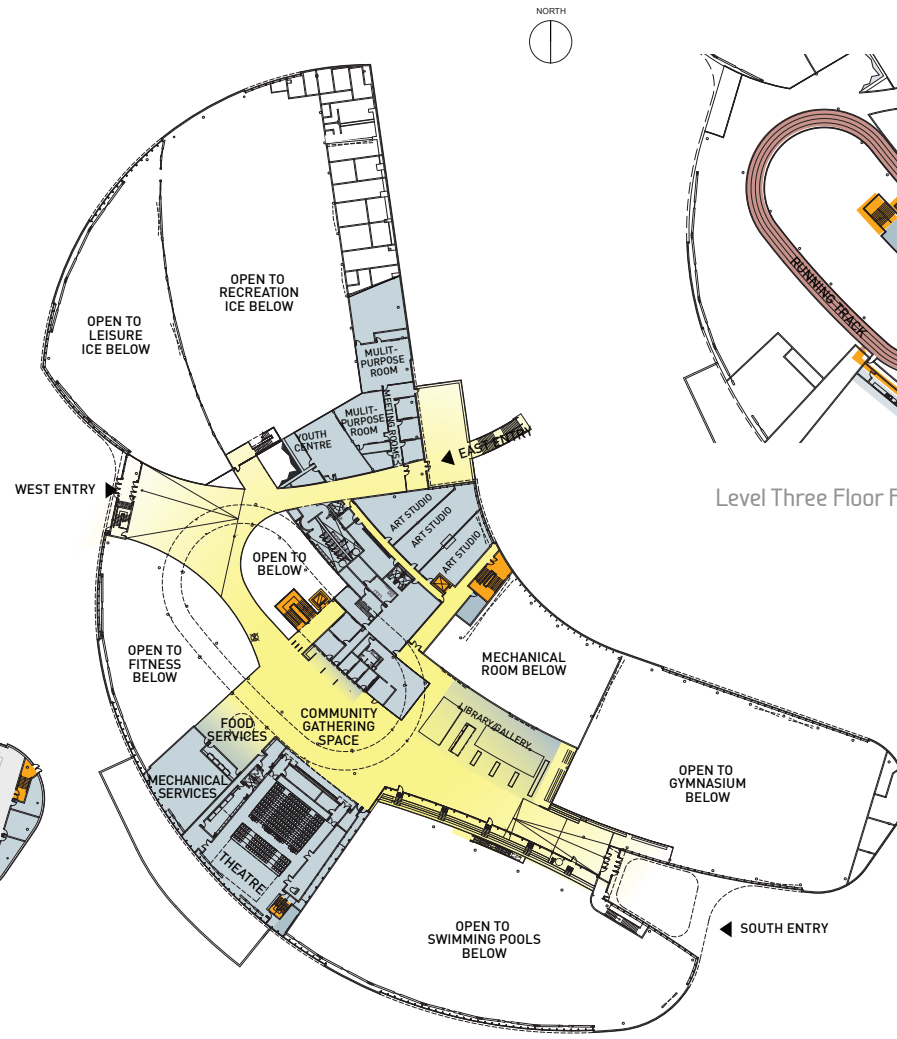 NORTH
OPEN TO
RECREATION
ICE BELOW
OPEN TO
LEISURE
ICE BELOW
RUNNING TRACK
MULIT-
PURPOSE
ROOM
MULIT-
PURPOSE
ROOM
MEETING ROOMS
YOUTH
CENTRE
EAST ENTRY
WEST ENTRY
Level Three Floor
ART STUDIO
ART STUDIO
ART STUDIO
OPEN TO
BELOW
OPEN TO
FITNESS
BELOW
MECHANICAL
ROOM BELOW
LIBRARY/GALLERY
FOOD
SERVICES
COMMUNITY
GATHERING
SPACE
MECHANICAL
SERVICES
OPEN TO
GYMNASIUM
BELOW
THEATRE
OPEN TO
SWIMMING POOLS
BELOW
SOUTH ENTRY